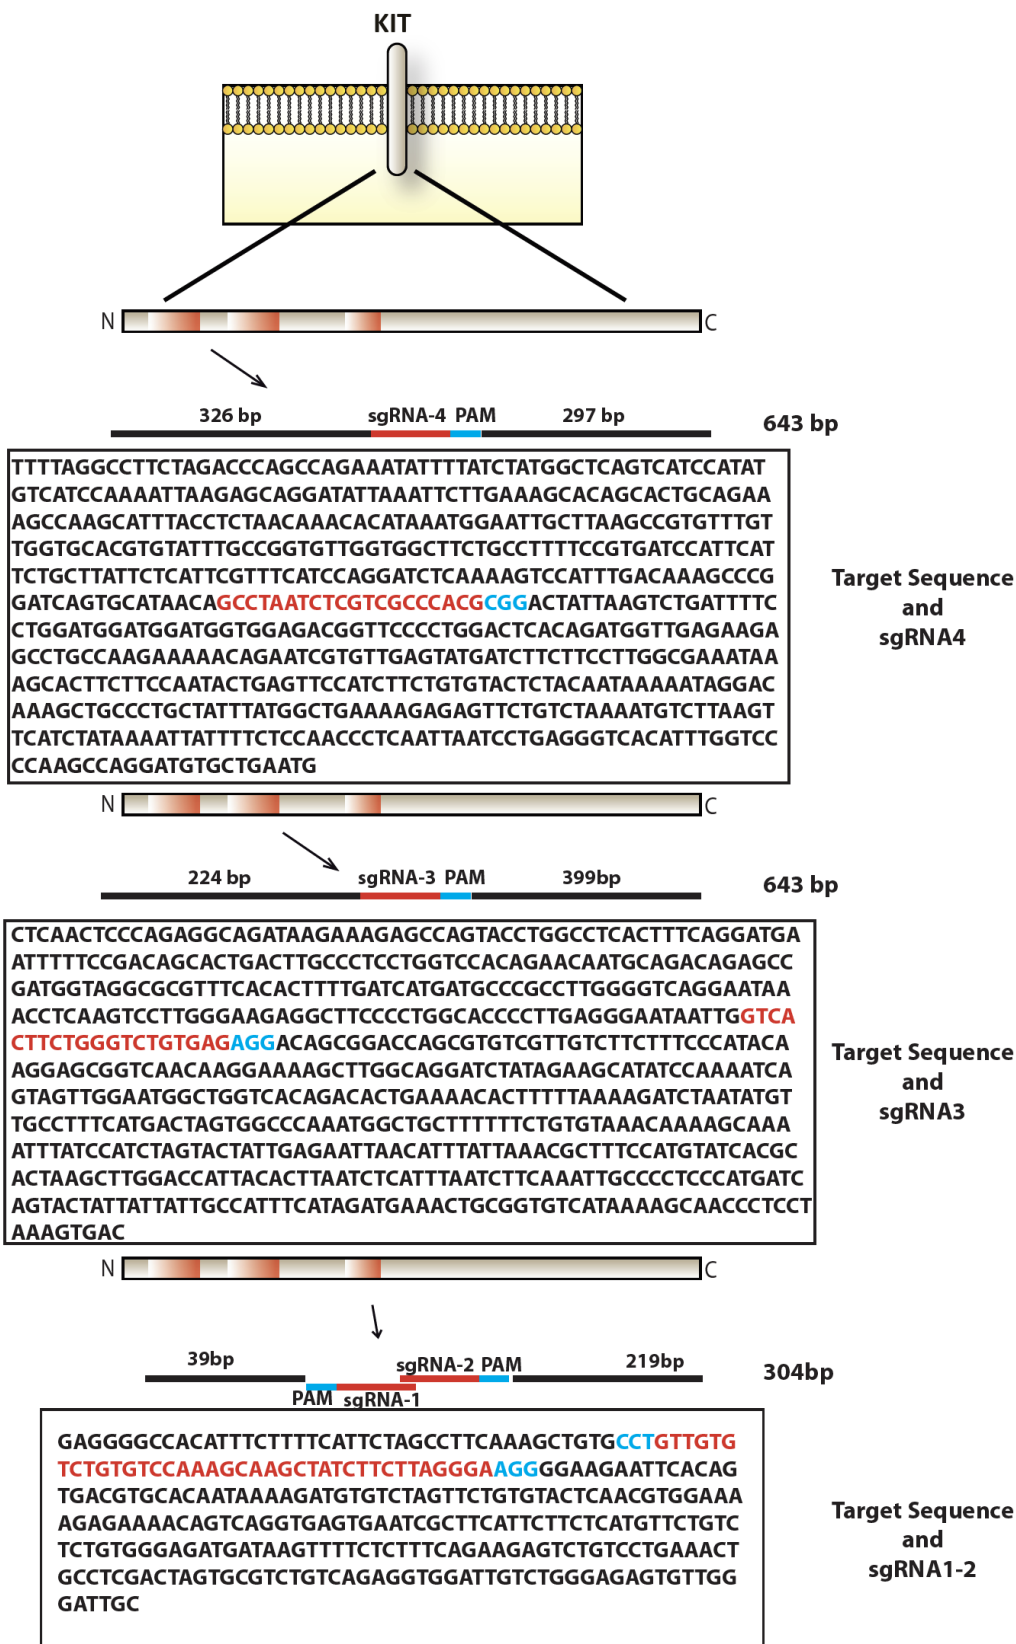 KIT
N C
326 bp sgRNA-4 PAM 297 bp 643 bp
TTTTAGGCCTTCTAGACCCAGCCAGAAATATTTTATCTATGGCTCAGTCATCCATAT
GTCATCCAAAATTAAGAGCAGGATATTAAATTCTTGAAAGCACAGCACTGCAGAA
AGCCAAGCATTTACCTCTAACAAACACATAAATGGAATTGCTTAAGCCGTGTTTGT
TGGTGCACGTGTATTTGCCGGTGTTGGTGGCTTCTGCCTTTTCCGTGATCCATTCAT
TCTGCTTATTCTCATTCGTTTCATCCAGGATCTCAAAAGTCCATTTGACAAAGCCCG
GATCAGTGCATAACAGCCTAATCTCGTCGCCCACGCGGACTATTAAGTCTGATTTTC
CTGGATGGATGGATGGTGGAGACGGTTCCCCTGGACTCACAGATGGTTGAGAAGA
GCCTGCCAAGAAAAACAGAATCGTGTTGAGTATGATCTTCTTCCTTGGCGAAATAA
AGCACTTCTTCCAATACTGAGTTCCATCTTCTGTGTACTCTACAATAAAAATAGGAC
AAAGCTGCCCTGCTATTTATGGCTGAAAAGAGAGTTCTGTCTAAAATGTCTTAAGT
TCATCTATAAAATTATTTTCTCCAACCCTCAATTAATCCTGAGGGTCACATTTGGTCC
CCAAGCCAGGATGTGCTGAATG
Target Sequence
and
sgRNA4
N C
224 bp sgRNA-3 PAM 399bp 643 bp
CTCAACTCCCAGAGGCAGATAAGAAAGAGCCAGTACCTGGCCTCACTTTCAGGATGA
ATTTTTCCGACAGCACTGACTTGCCCTCCTGGTCCACAGAACAATGCAGACAGAGCC
GATGGTAGGCGCGTTTCACACTTTTGATCATGATGCCCGCCTTGGGGTCAGGAATAA
ACCTCAAGTCCTTGGGAAGAGGCTTCCCCTGGCACCCCTTGAGGGAATAATTGGTCA
CTTCTGGGTCTGTGAGAGGACAGCGGACCAGCGTGTCGTTGTCTTCTTTCCCATACA
AGGAGCGGTCAACAAGGAAAAGCTTGGCAGGATCTATAGAAGCATATCCAAAATCA
GTAGTTGGAATGGCTGGTCACAGACACTGAAAACACTTTTTAAAAGATCTAATATGT
TGCCTTTCATGACTAGTGGCCCAAATGGCTGCTTTTTTCTGTGTAAACAAAAGCAAA
ATTTATCCATCTAGTACTATTGAGAATTAACATTTATTAAACGCTTTCCATGTATCACGC
ACTAAGCTTGGACCATTACACTTAATCTCATTTAATCTTCAAATTGCCCCTCCCATGATC
AGTACTATTATTATTGCCATTTCATAGATGAAACTGCGGTGTCATAAAAGCAACCCTCCT
AAAGTGAC
Target Sequence
and
sgRNA3
N C
39bp sgRNA-2 PAM 219bp 304bp
PAM sgRNA-1
GAGGGGCCACATTTCTTTTCATTCTAGCCTTCAAAGCTGTGCCTGTTGTG
TCTGTGTCCAAAGCAAGCTATCTTCTTAGGGAAGGGGAAGAATTCACAG
TGACGTGCACAATAAAAGATGTGTCTAGTTCTGTGTACTCAACGTGGAAA
AGAGAAAACAGTCAGGTGAGTGAATCGCTTCATTCTTCTCATGTTCTGTC
TCTGTGGGAGATGATAAGTTTTCTCTTTCAGAAGAGTCTGTCCTGAAACT
GCCTCGACTAGTGCGTCTGTCAGAGGTGGATTGTCTGGGAGAGTGTTGG
GATTGC
Target Sequence
and
sgRNA1-2